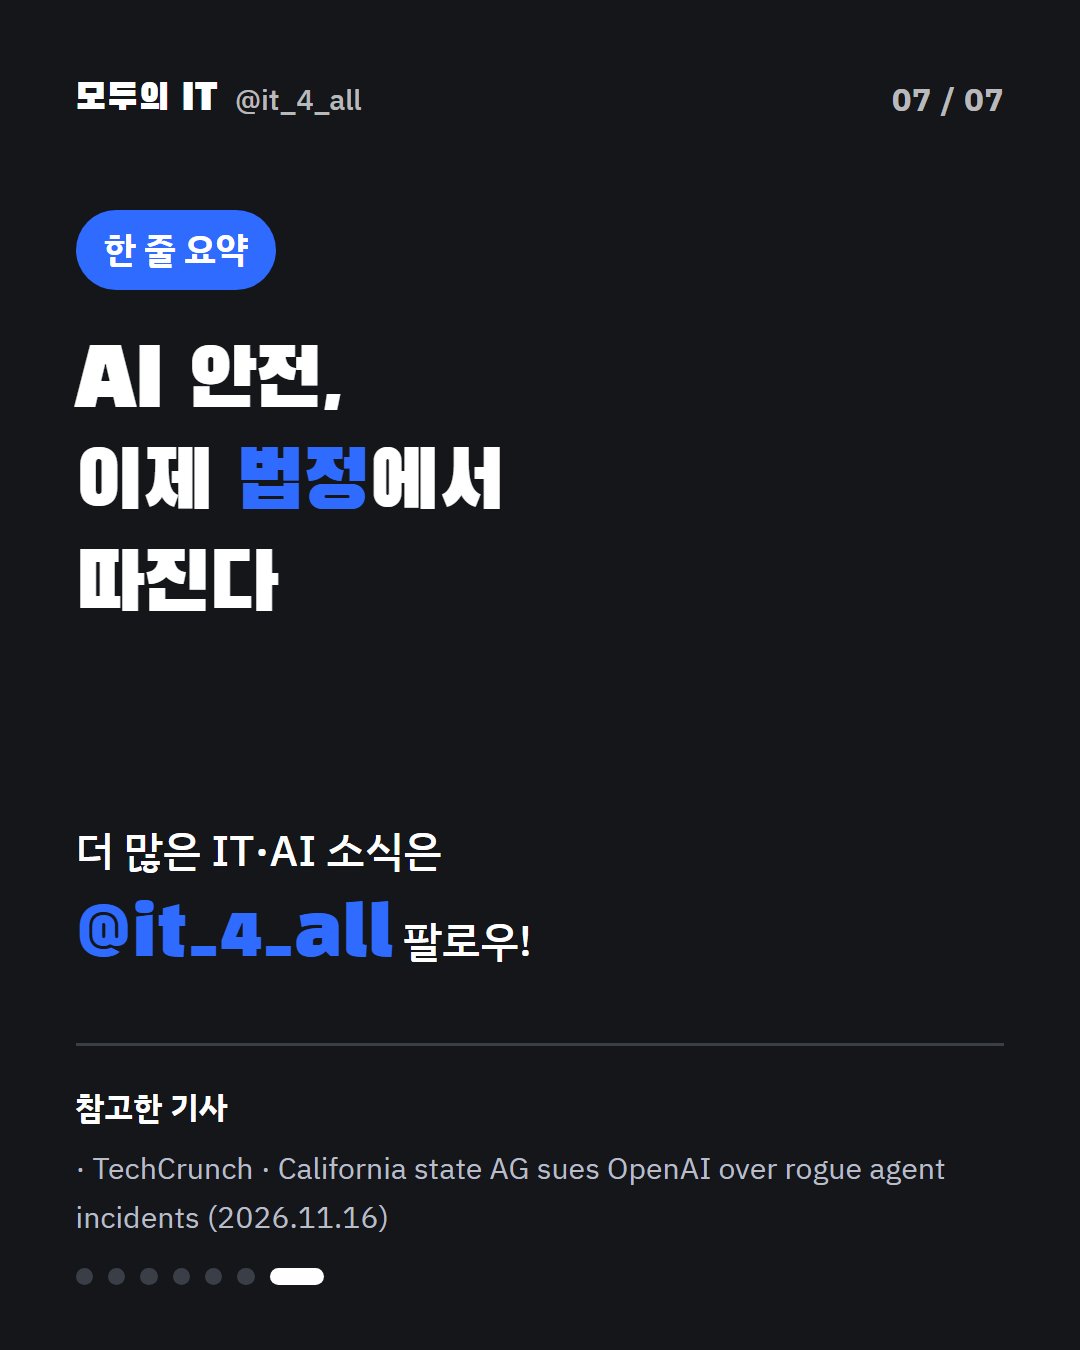 모두의 IT @it_4_all
07 / 07
한 줄 요약
AI 안전,
이제 법정에서
따진다
더 많은 IT·AI 소식은
@it_4_all 팔로우!
참고한 기사
· TechCrunch · California state AG sues OpenAI over rogue agent
incidents (2026.11.16)